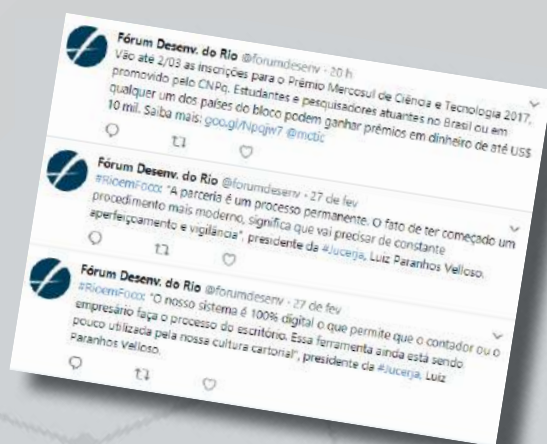 Fórum Desenv. do Rio @forumdesenv · 20 h
Vão até 2/03 as inscrições para o Prêmio Mercosul de Ciência e Tecnologia 2017,
promovido pelo CNPq. Estudantes e pesquisadores atuantes no Brasil ou em
qualquer um dos países do bloco podem ganhar prêmios em dinheiro de até US$
10 mil. Saiba mais: goo.gl/Npqjw7 @mctic
Fórum Desenv. do Rio @forumdesenv · 27 de fev
#RioemFoco: "A parceria é um processo permanente. O fato de ter começado um
procedimento mais moderno, significa que vai precisar de constante
aperfeiçoamento e vigilância", presidente da #Jucerja, Luiz Paranhos Velloso.
Fórum Desenv. do Rio @forumdesenv · 27 de fev
#RioemFoco: "O nosso sistema é 100% digital o que permite que o contador ou o
empresário faça o processo do escritório. Essa ferramenta ainda está sendo
pouco utilizada pela nossa cultura cartorial", presidente da #Jucerja, Luiz
Paranhos Velloso.